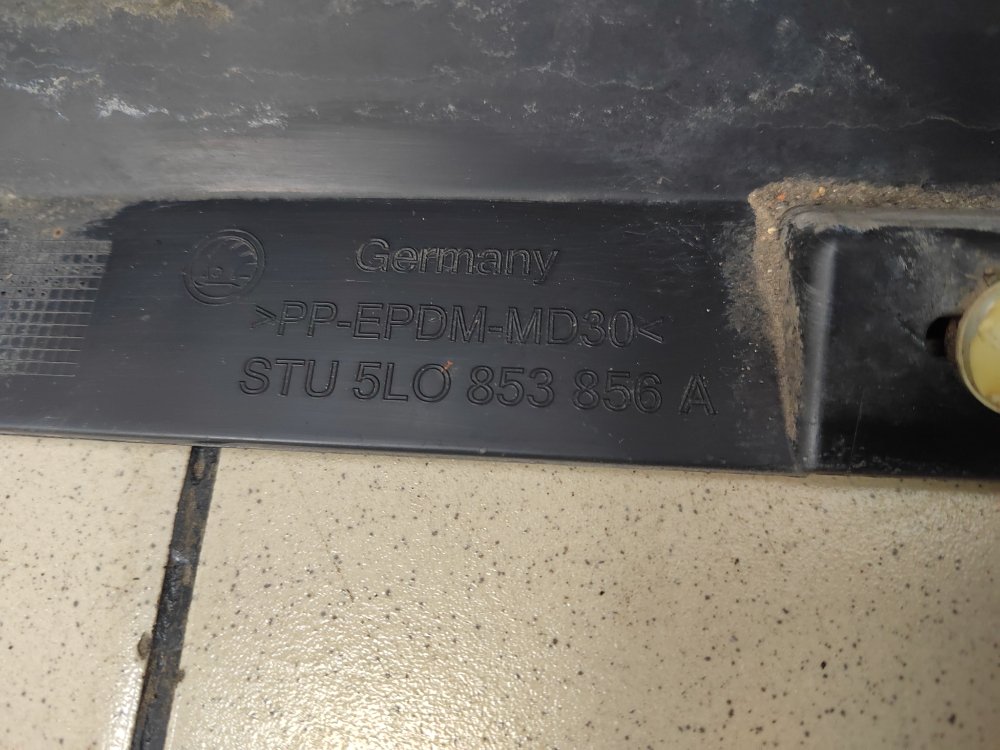 Germany
>PP-EPDM-MD30<
STU 5L0 853 856 A